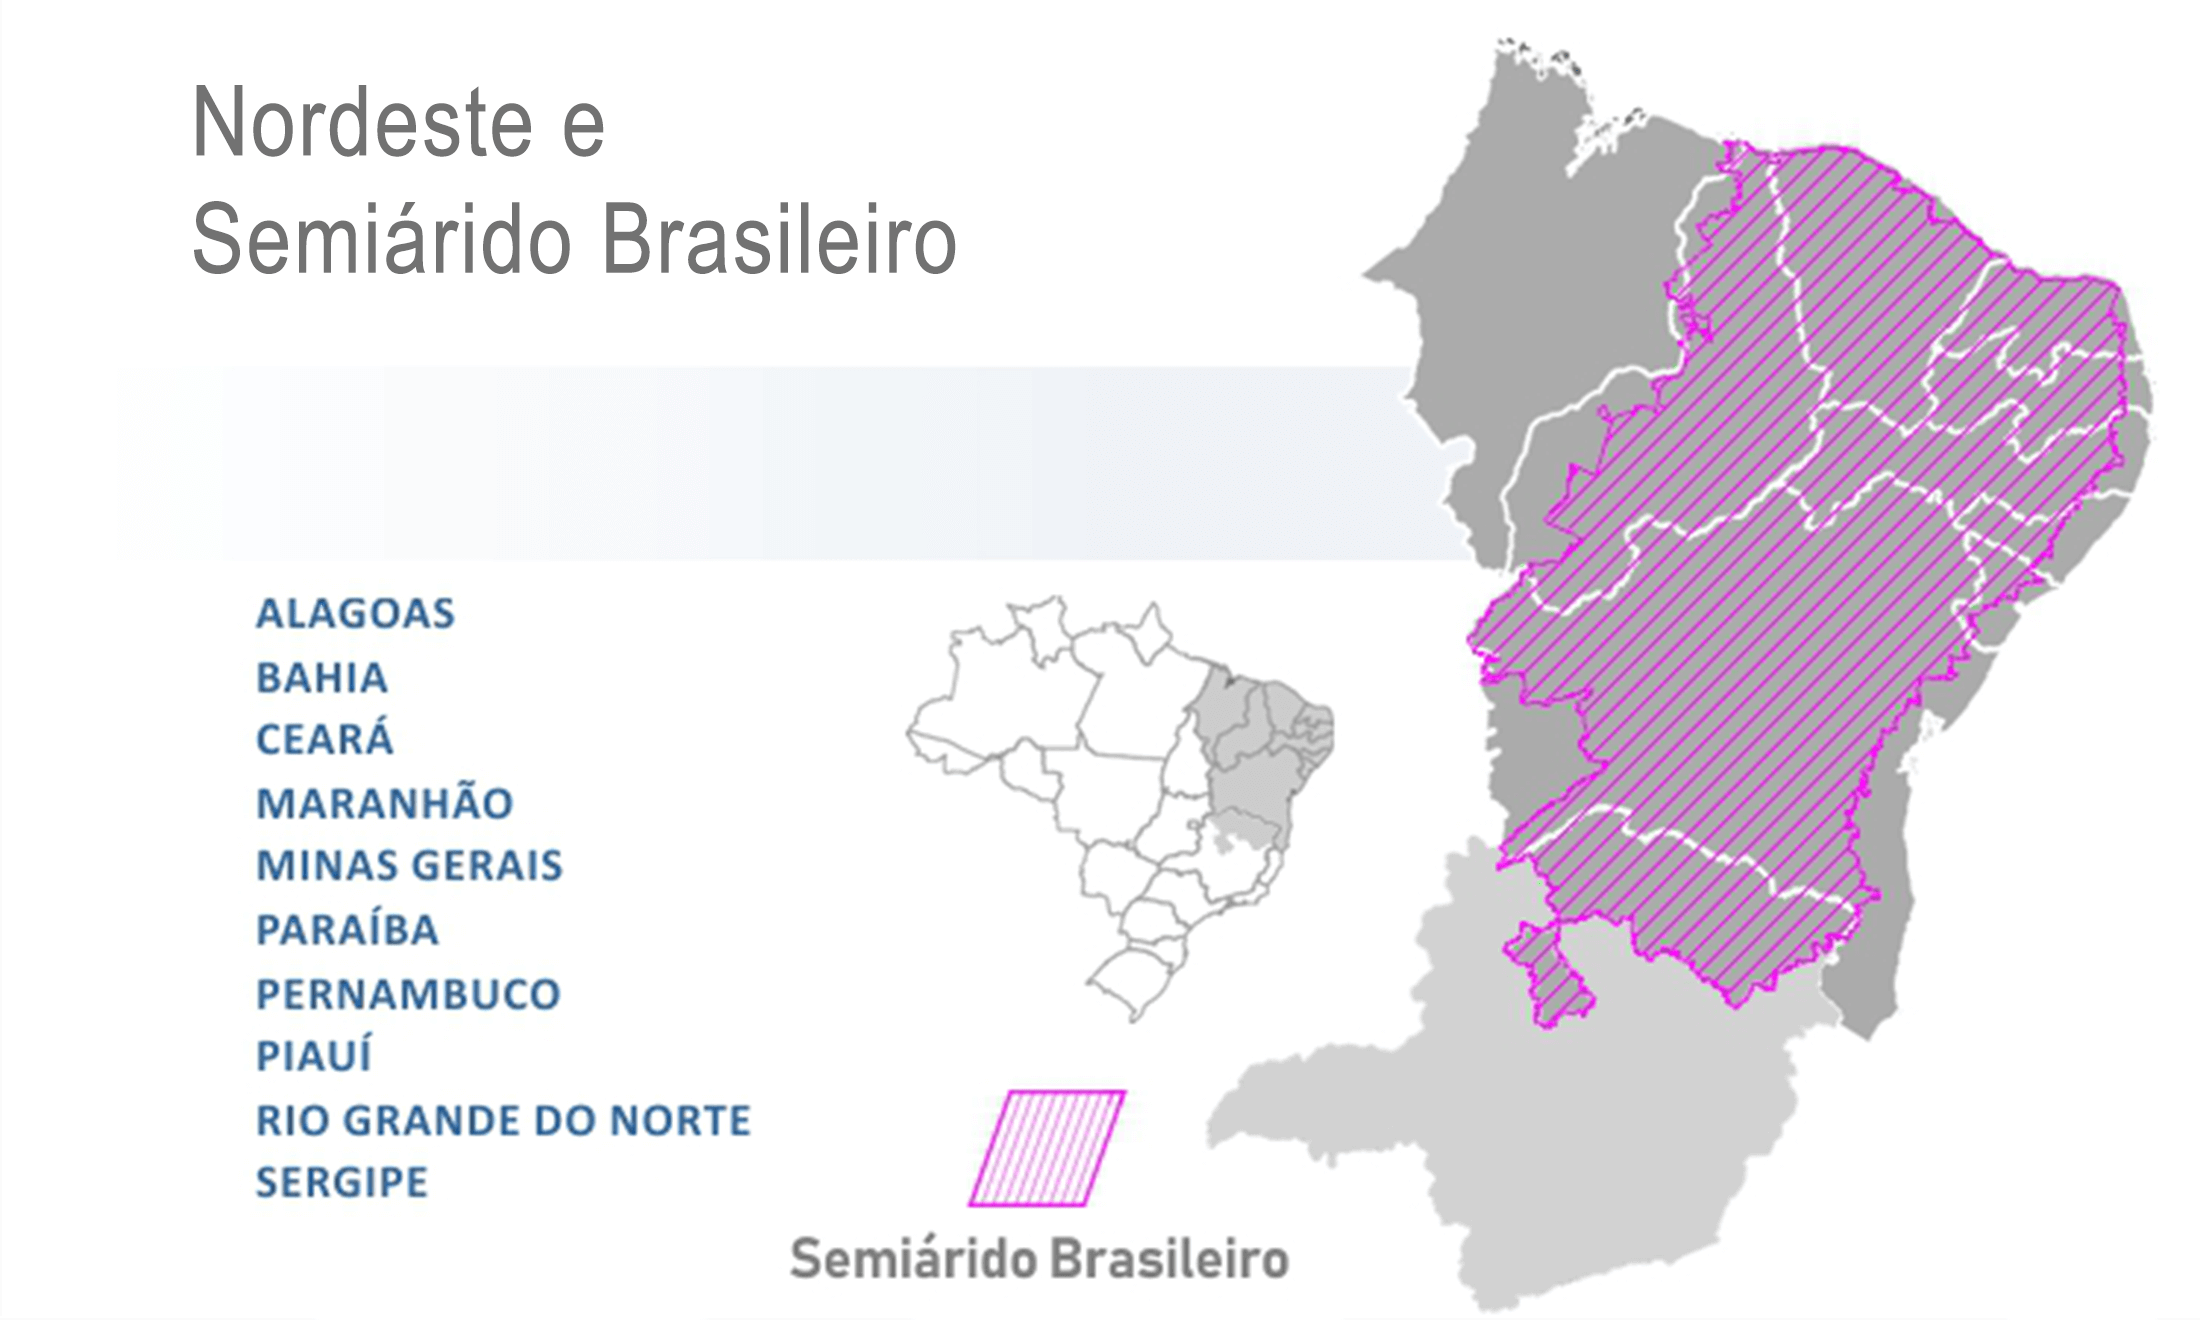 Nordeste e
Semiárido Brasileiro
ALAGOAS
BAHIA
CEARÁ
MARANHÃO
MINAS GERAIS
PARAÍBA
PERNAMBUCO
PIAUÍ
RIO GRANDE DO NORTE
SERGIPE
Semiárido Brasileiro